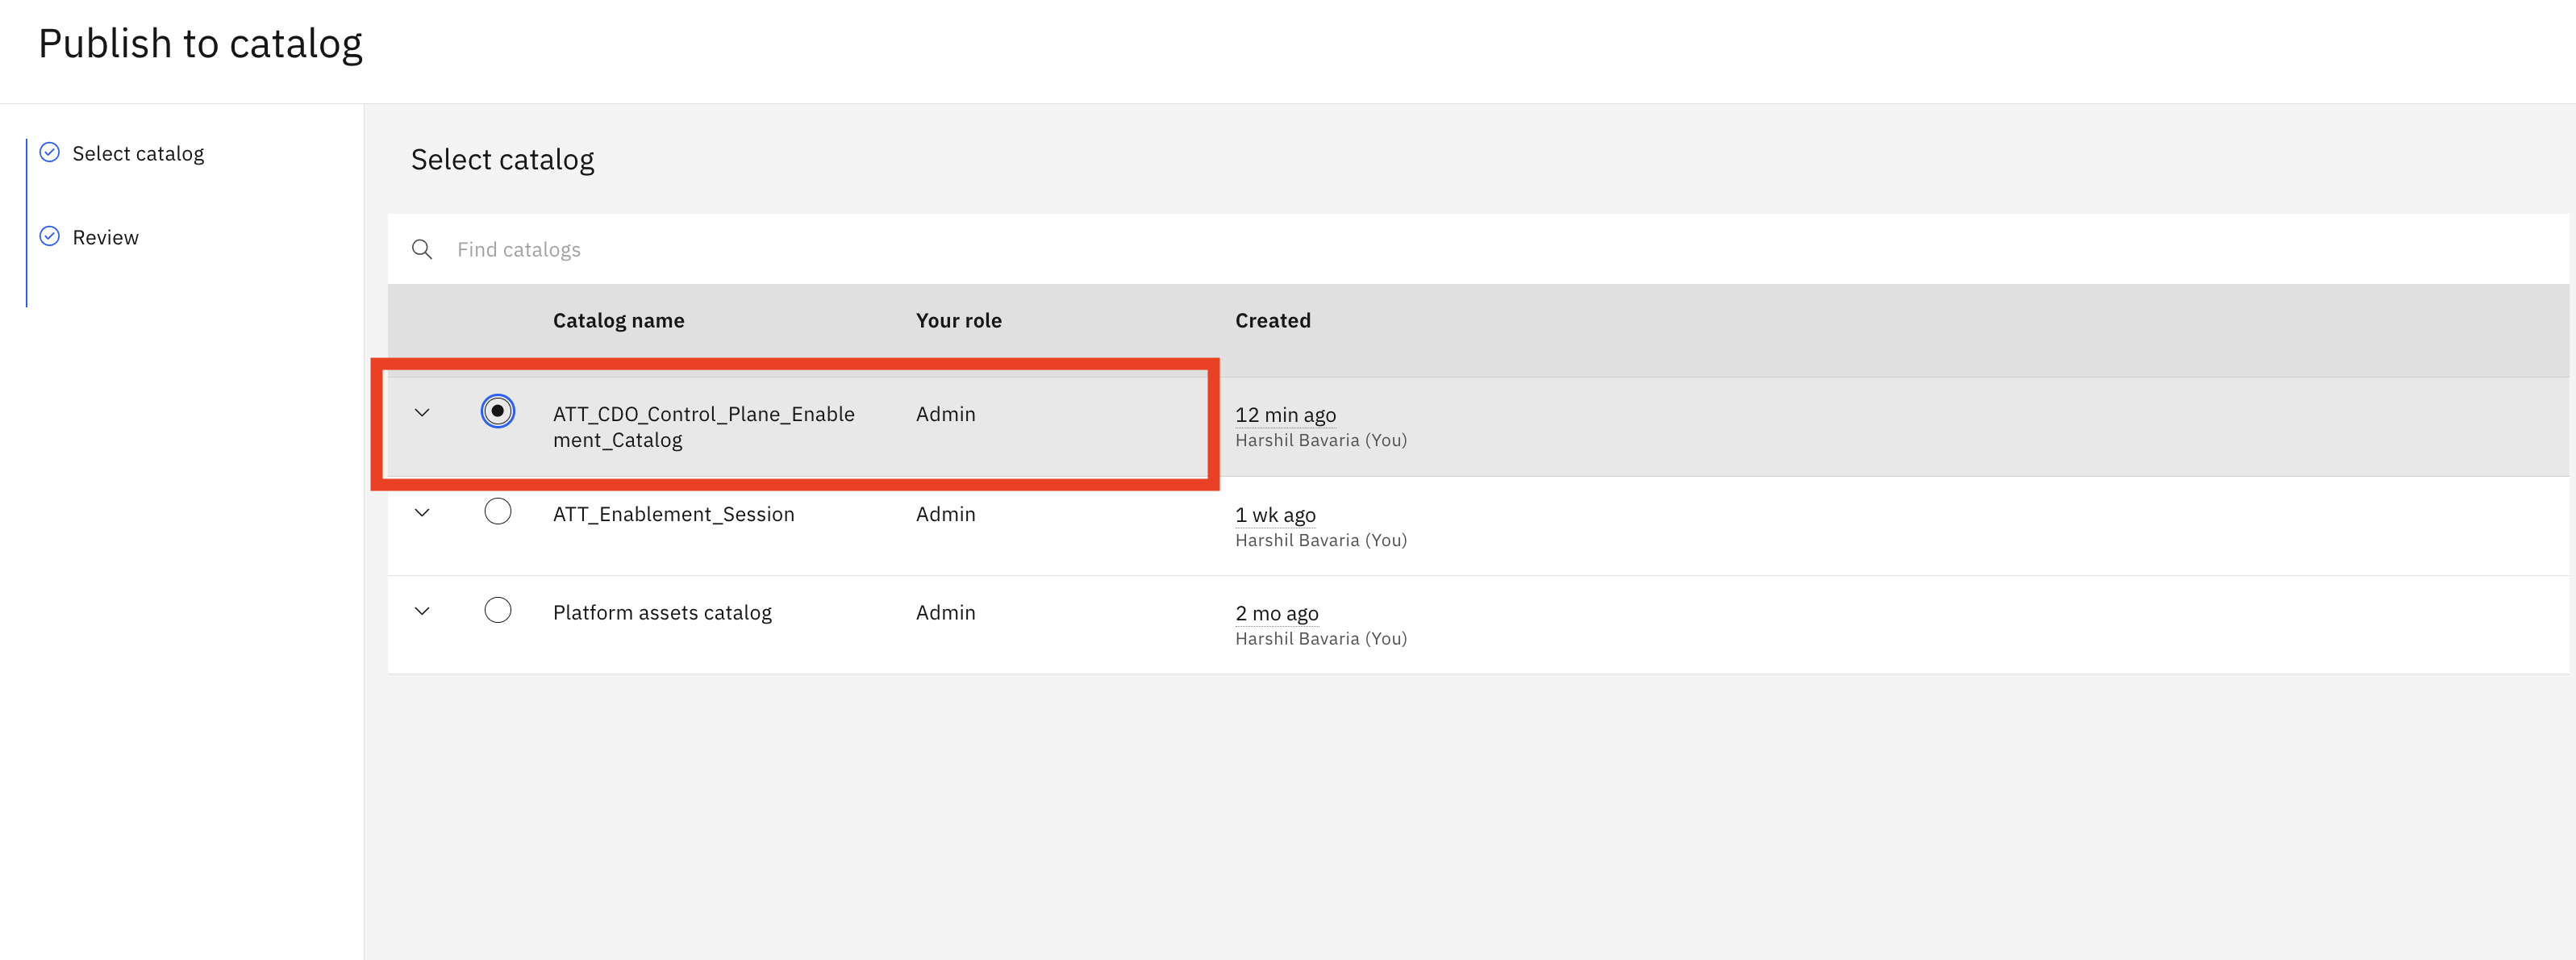 Publish to catalog
Select catalog
Review
Select catalog
Find catalogs
Catalog name Your role Created
ATT_CDO_Control_Plane_Enable
ment_Catalog
Admin
12 min ago
Harshil Bavaria (You)
ATT_Enablement_Session
Admin
1 wk ago
Harshil Bavaria (You)
Platform assets catalog
Admin
2 mo ago
Harshil Bavaria (You)